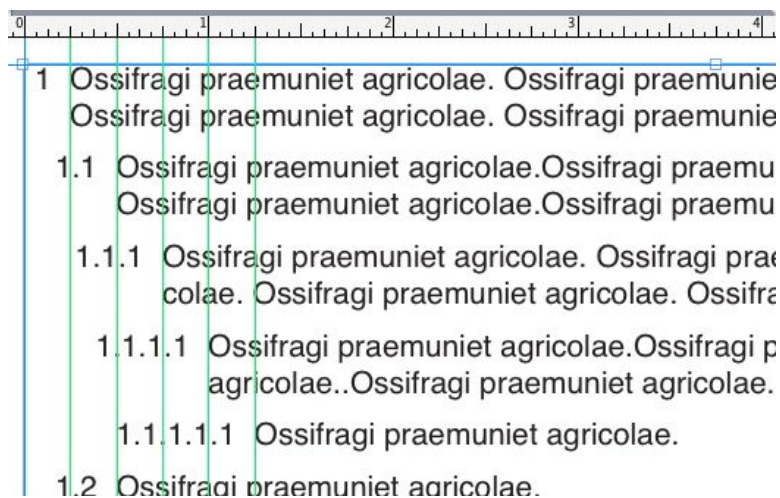 0 1 2 3 4
1 Ossifragi praemuniet agricolae. Ossifragi praemunie
Ossifragi praemuniet agricolae. Ossifragi praemunie
1.1 Ossifragi praemuniet agricolae.Ossifragi praemu
Ossifragi praemuniet agricolae.Ossifragi praemu
1.1.1 Ossifragi praemuniet agricolae. Ossifragi prae
colae. Ossifragi praemuniet agricolae. Ossifra
1.1.1.1 Ossifragi praemuniet agricolae.Ossifragi p
agricolae..Ossifragi praemuniet agricolae.
1.1.1.1.1 Ossifragi praemuniet agricolae.
1.2 Ossifragi praemuniet agricolae.